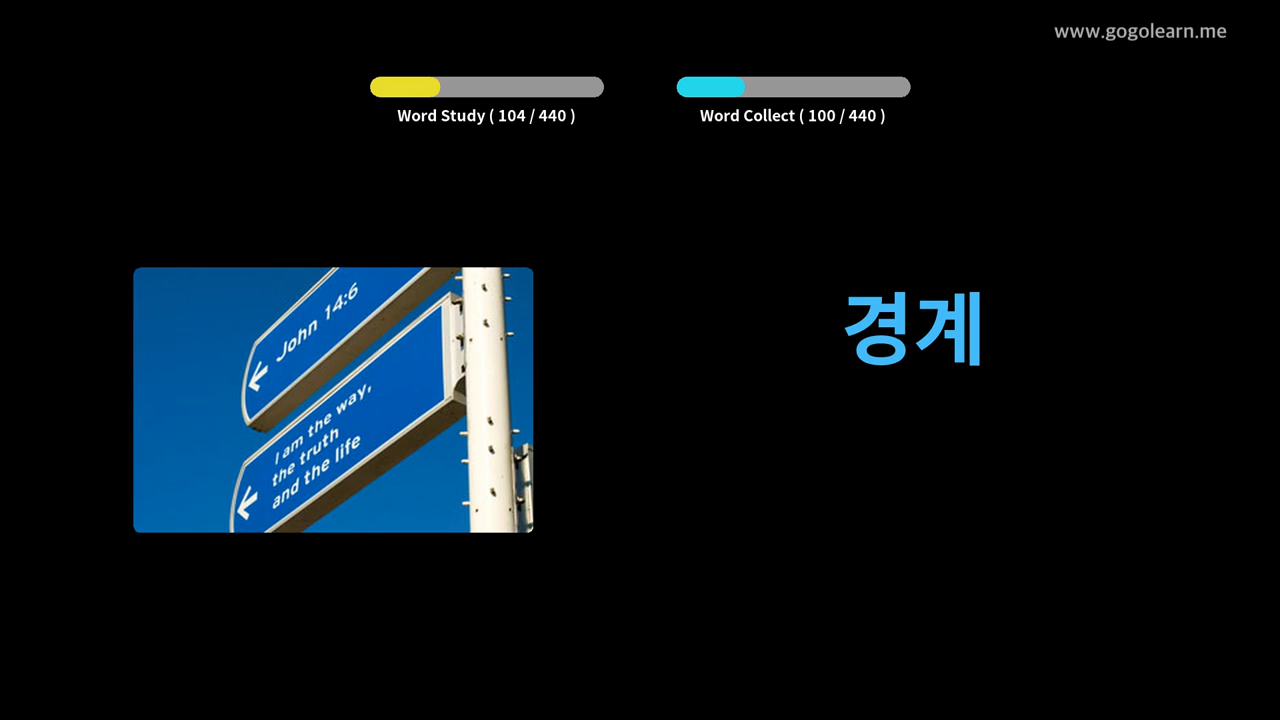 www.gogolearn.me
Word Study ( 104 / 440 )
Word Collect ( 100 / 440 )
John 14:6
I am the way,
the truth
and the life
경계